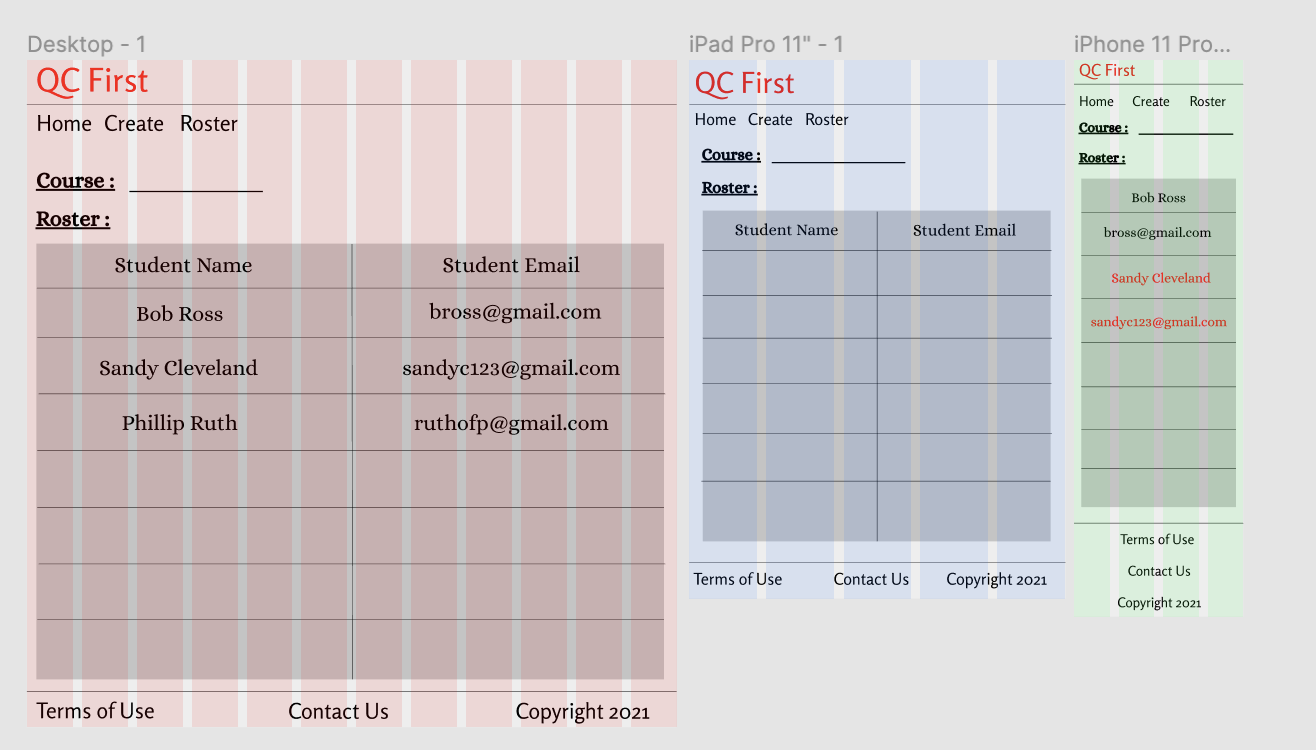 Desktop - 1
QC First
Home Create Roster
Course :
Roster :
Student Name Student Email
Bob Ross bross@gmail.com
Sandy Cleveland sandyc123@gmail.com
Phillip Ruth ruthofp@gmail.com
Terms of Use Contact Us Copyright 2021
iPad Pro 11" - 1
QC First
Home Create Roster
Course :
Roster :
Student Name Student Email
Terms of Use Contact Us Copyright 2021
iPhone 11 Pro...
QC First
Home Create Roster
Course :
Roster :
Bob Ross
bross@gmail.com
Sandy Cleveland
sandyc123@gmail.com
Terms of Use
Contact Us
Copyright 2021